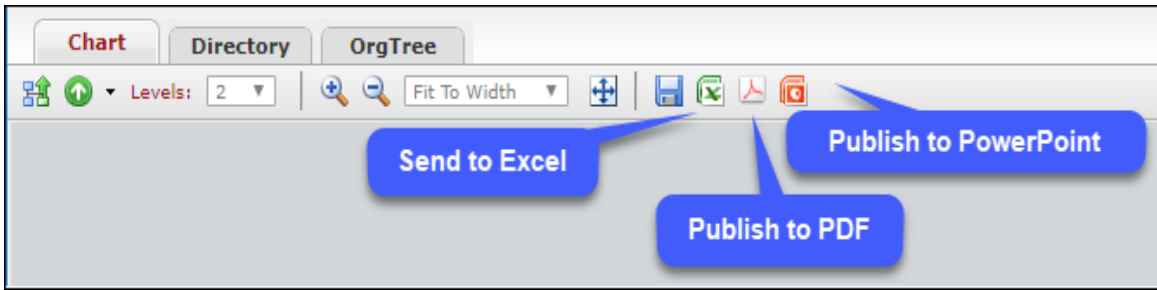 Chart Directory OrgTree
Levels: 2 Fit To Width
Send to Excel
Publish to PowerPoint
Publish to PDF